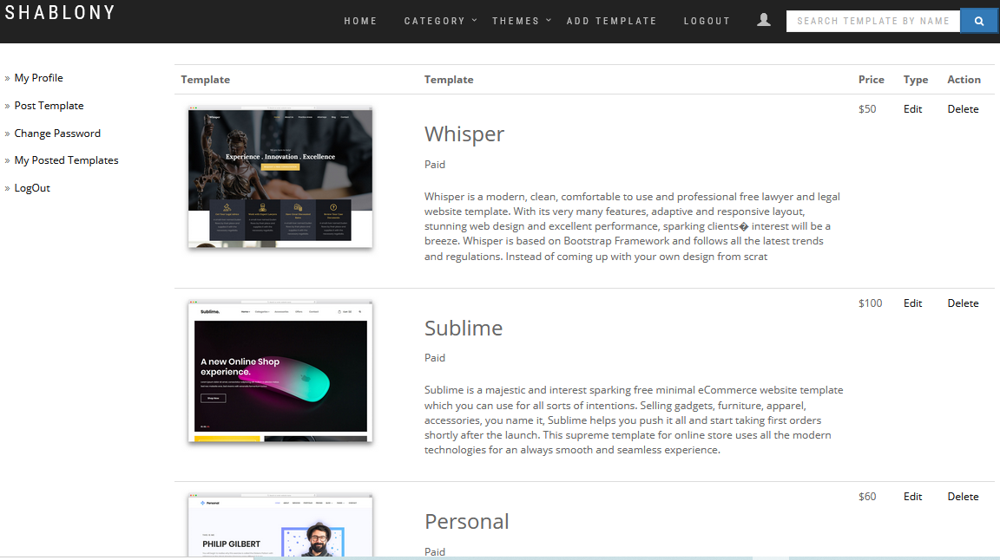 SHABLONY
HOME CATEGORY THEMES ADD TEMPLATE LOGOUT SEARCH TEMPLATE BY NAME
» My Profile
» Post Template
» Change Password
» My Posted Templates
» LogOut
Template Template Price Type Action
Whisper
Experience . Innovation . Excellence
Whisper
Paid
Whisper is a modern, clean, comfortable to use and professional free lawyer and legal
website template. With its very many features, adaptive and responsive layout,
stunning web design and excellent performance, sparking clients� interest will be a
breeze. Whisper is based on Bootstrap Framework and follows all the latest trends
and regulations. Instead of coming up with your own design from scrat
$50 Edit Delete
Sublime.
A new Online Shop
experience.
Shop Now
Sublime
Paid
Sublime is a majestic and interest sparking free minimal eCommerce website template
which you can use for all sorts of intentions. Selling gadgets, furniture, apparel,
accessories, you name it, Sublime helps you push it all and start taking first orders
shortly after the launch. This supreme template for online store uses all the modern
technologies for an always smooth and seamless experience.
$100 Edit Delete
Personal
PHILIP GILBERT
Personal
Paid
$60 Edit Delete